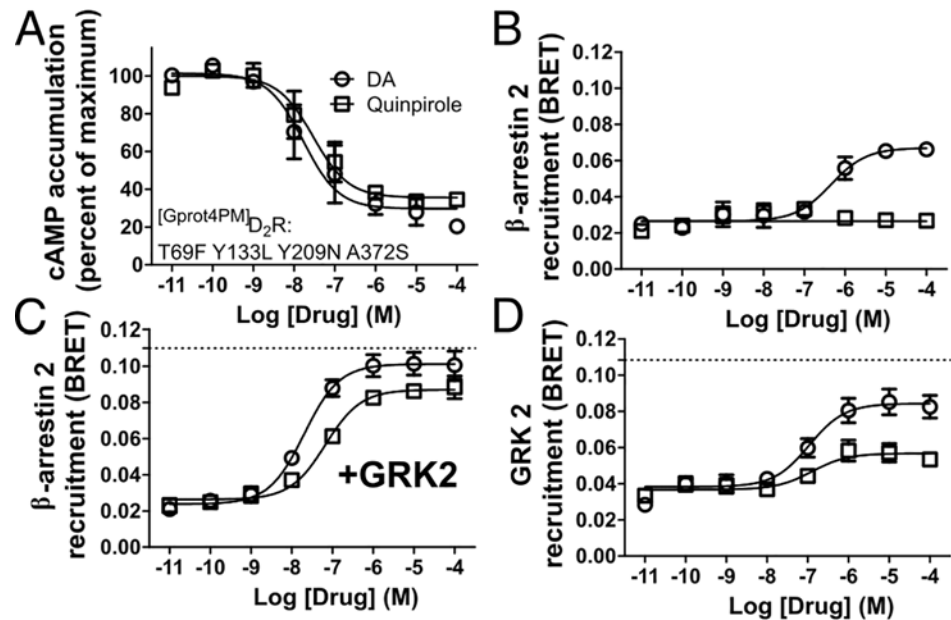 A
cAMP accumulation
(percent of maximum)
100
80
60
40
20
0
DA
Quinpirole
[Gprot4PM]D2R:
T69F Y133L Y209N A372S
-11 -10 -9 -8 -7 -6 -5 -4
Log [Drug] (M)
B
β-arrestin 2
recruitment (BRET)
0.12
0.10
0.08
0.06
0.04
0.02
0.00
-11 -10 -9 -8 -7 -6 -5 -4
Log [Drug] (M)
C
β-arrestin 2
recruitment (BRET)
0.12
0.10
0.08
0.06
0.04
0.02
0.00
+GRK2
-11 -10 -9 -8 -7 -6 -5 -4
Log [Drug] (M)
D
GRK 2
recruitment (BRET)
0.12
0.10
0.08
0.06
0.04
0.02
0.00
-11 -10 -9 -8 -7 -6 -5 -4
Log [Drug] (M)